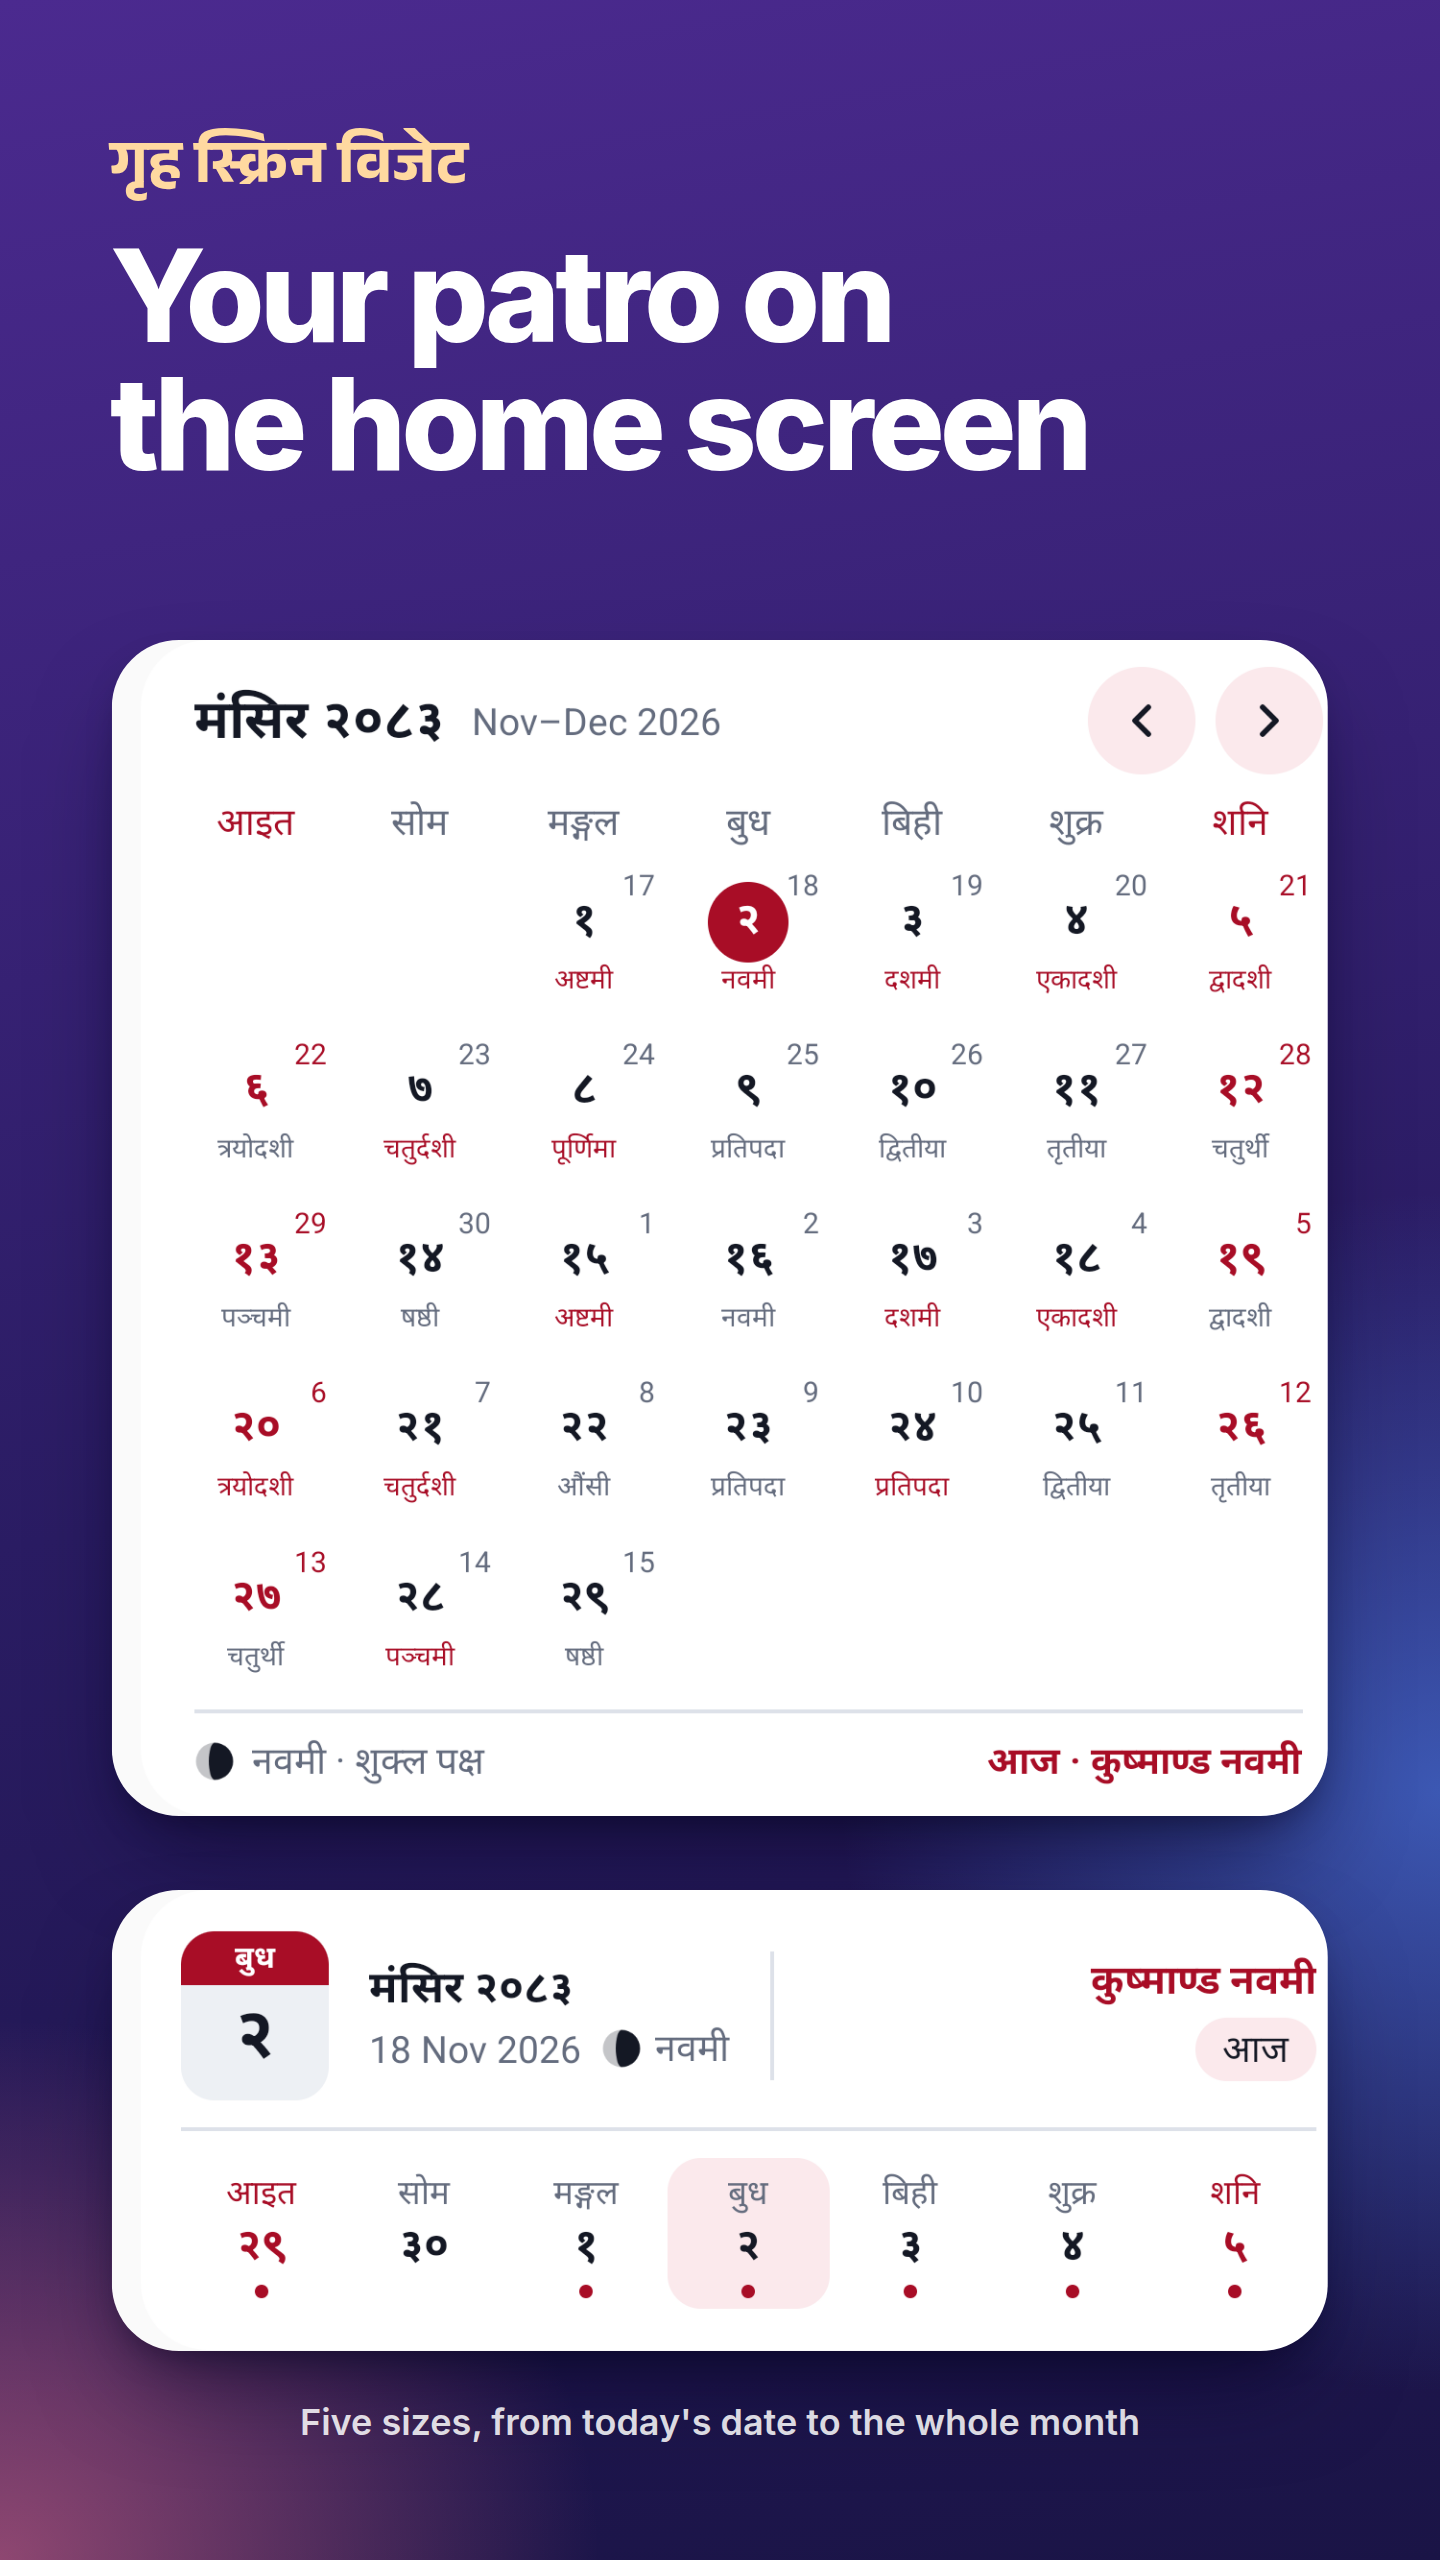 गृह स्क्रिन विजेट
Your patro on
the home screen
मंसिर २०८३ Nov–Dec 2026
आइत सोम मङ्गल बुध बिही शुक्र शनि
17 18 19 20 21
१ २ ३ ४ ५
अष्टमी नवमी दशमी एकादशी द्वादशी
22 23 24 25 26 27 28
६ ७ ८ ९ १० ११ १२
त्रयोदशी चतुर्दशी पूर्णिमा प्रतिपदा द्वितीया तृतीया चतुर्थी
29 30 1 2 3 4 5
१३ १४ १५ १६ १७ १८ १९
पञ्चमी षष्ठी अष्टमी नवमी दशमी एकादशी द्वादशी
6 7 8 9 10 11 12
२० २१ २२ २३ २४ २५ २६
त्रयोदशी चतुर्दशी औंसी प्रतिपदा प्रतिपदा द्वितीया तृतीया
13 14 15
२७ २८ २९
चतुर्थी पञ्चमी षष्ठी
नवमी · शुक्ल पक्ष आज · कुष्माण्ड नवमी
बुध
२
मंसिर २०८३
18 Nov 2026 नवमी
कुष्माण्ड नवमी
आज
आइत सोम मङ्गल बुध बिही शुक्र शनि
२९ ३० १ २ ३ ४ ५
Five sizes, from today's date to the whole month